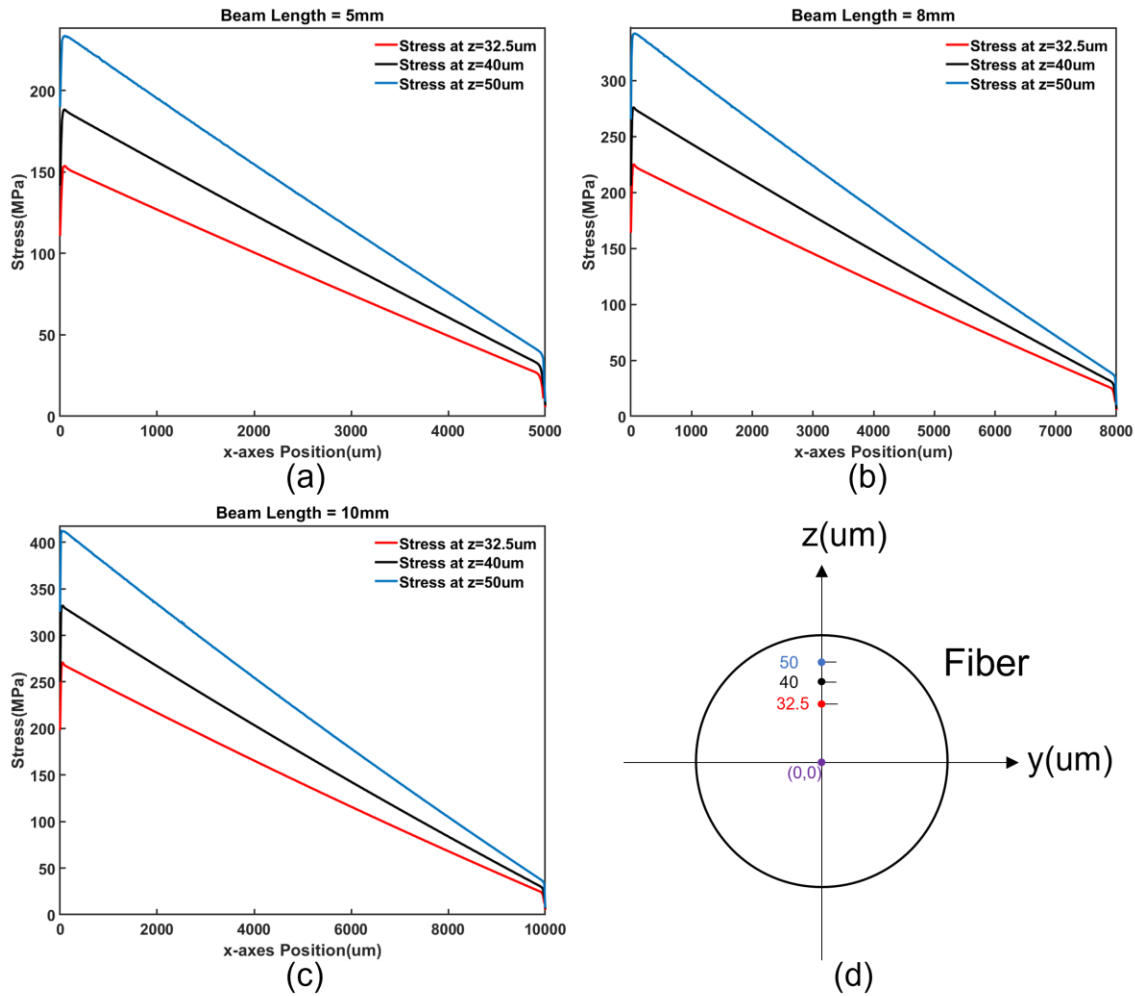 Beam Length = 5mm
Stress at z=32.5um
Stress at z=40um
Stress at z=50um
Stress(MPa)
200
150
100
50
0
0 1000 2000 3000 4000 5000
x-axes Position(um)
(a)
Beam Length = 8mm
Stress at z=32.5um
Stress at z=40um
Stress at z=50um
Stress(MPa)
300
250
200
150
100
50
0
0 1000 2000 3000 4000 5000 6000 7000 8000
x-axes Position(um)
(b)
Beam Length = 10mm
Stress at z=32.5um
Stress at z=40um
Stress at z=50um
Stress(MPa)
400
350
300
250
200
150
100
50
0
0 2000 4000 6000 8000 10000
x-axes Position(um)
(c)
z(um)
50
40
32.5
(0,0)
Fiber
y(um)
(d)